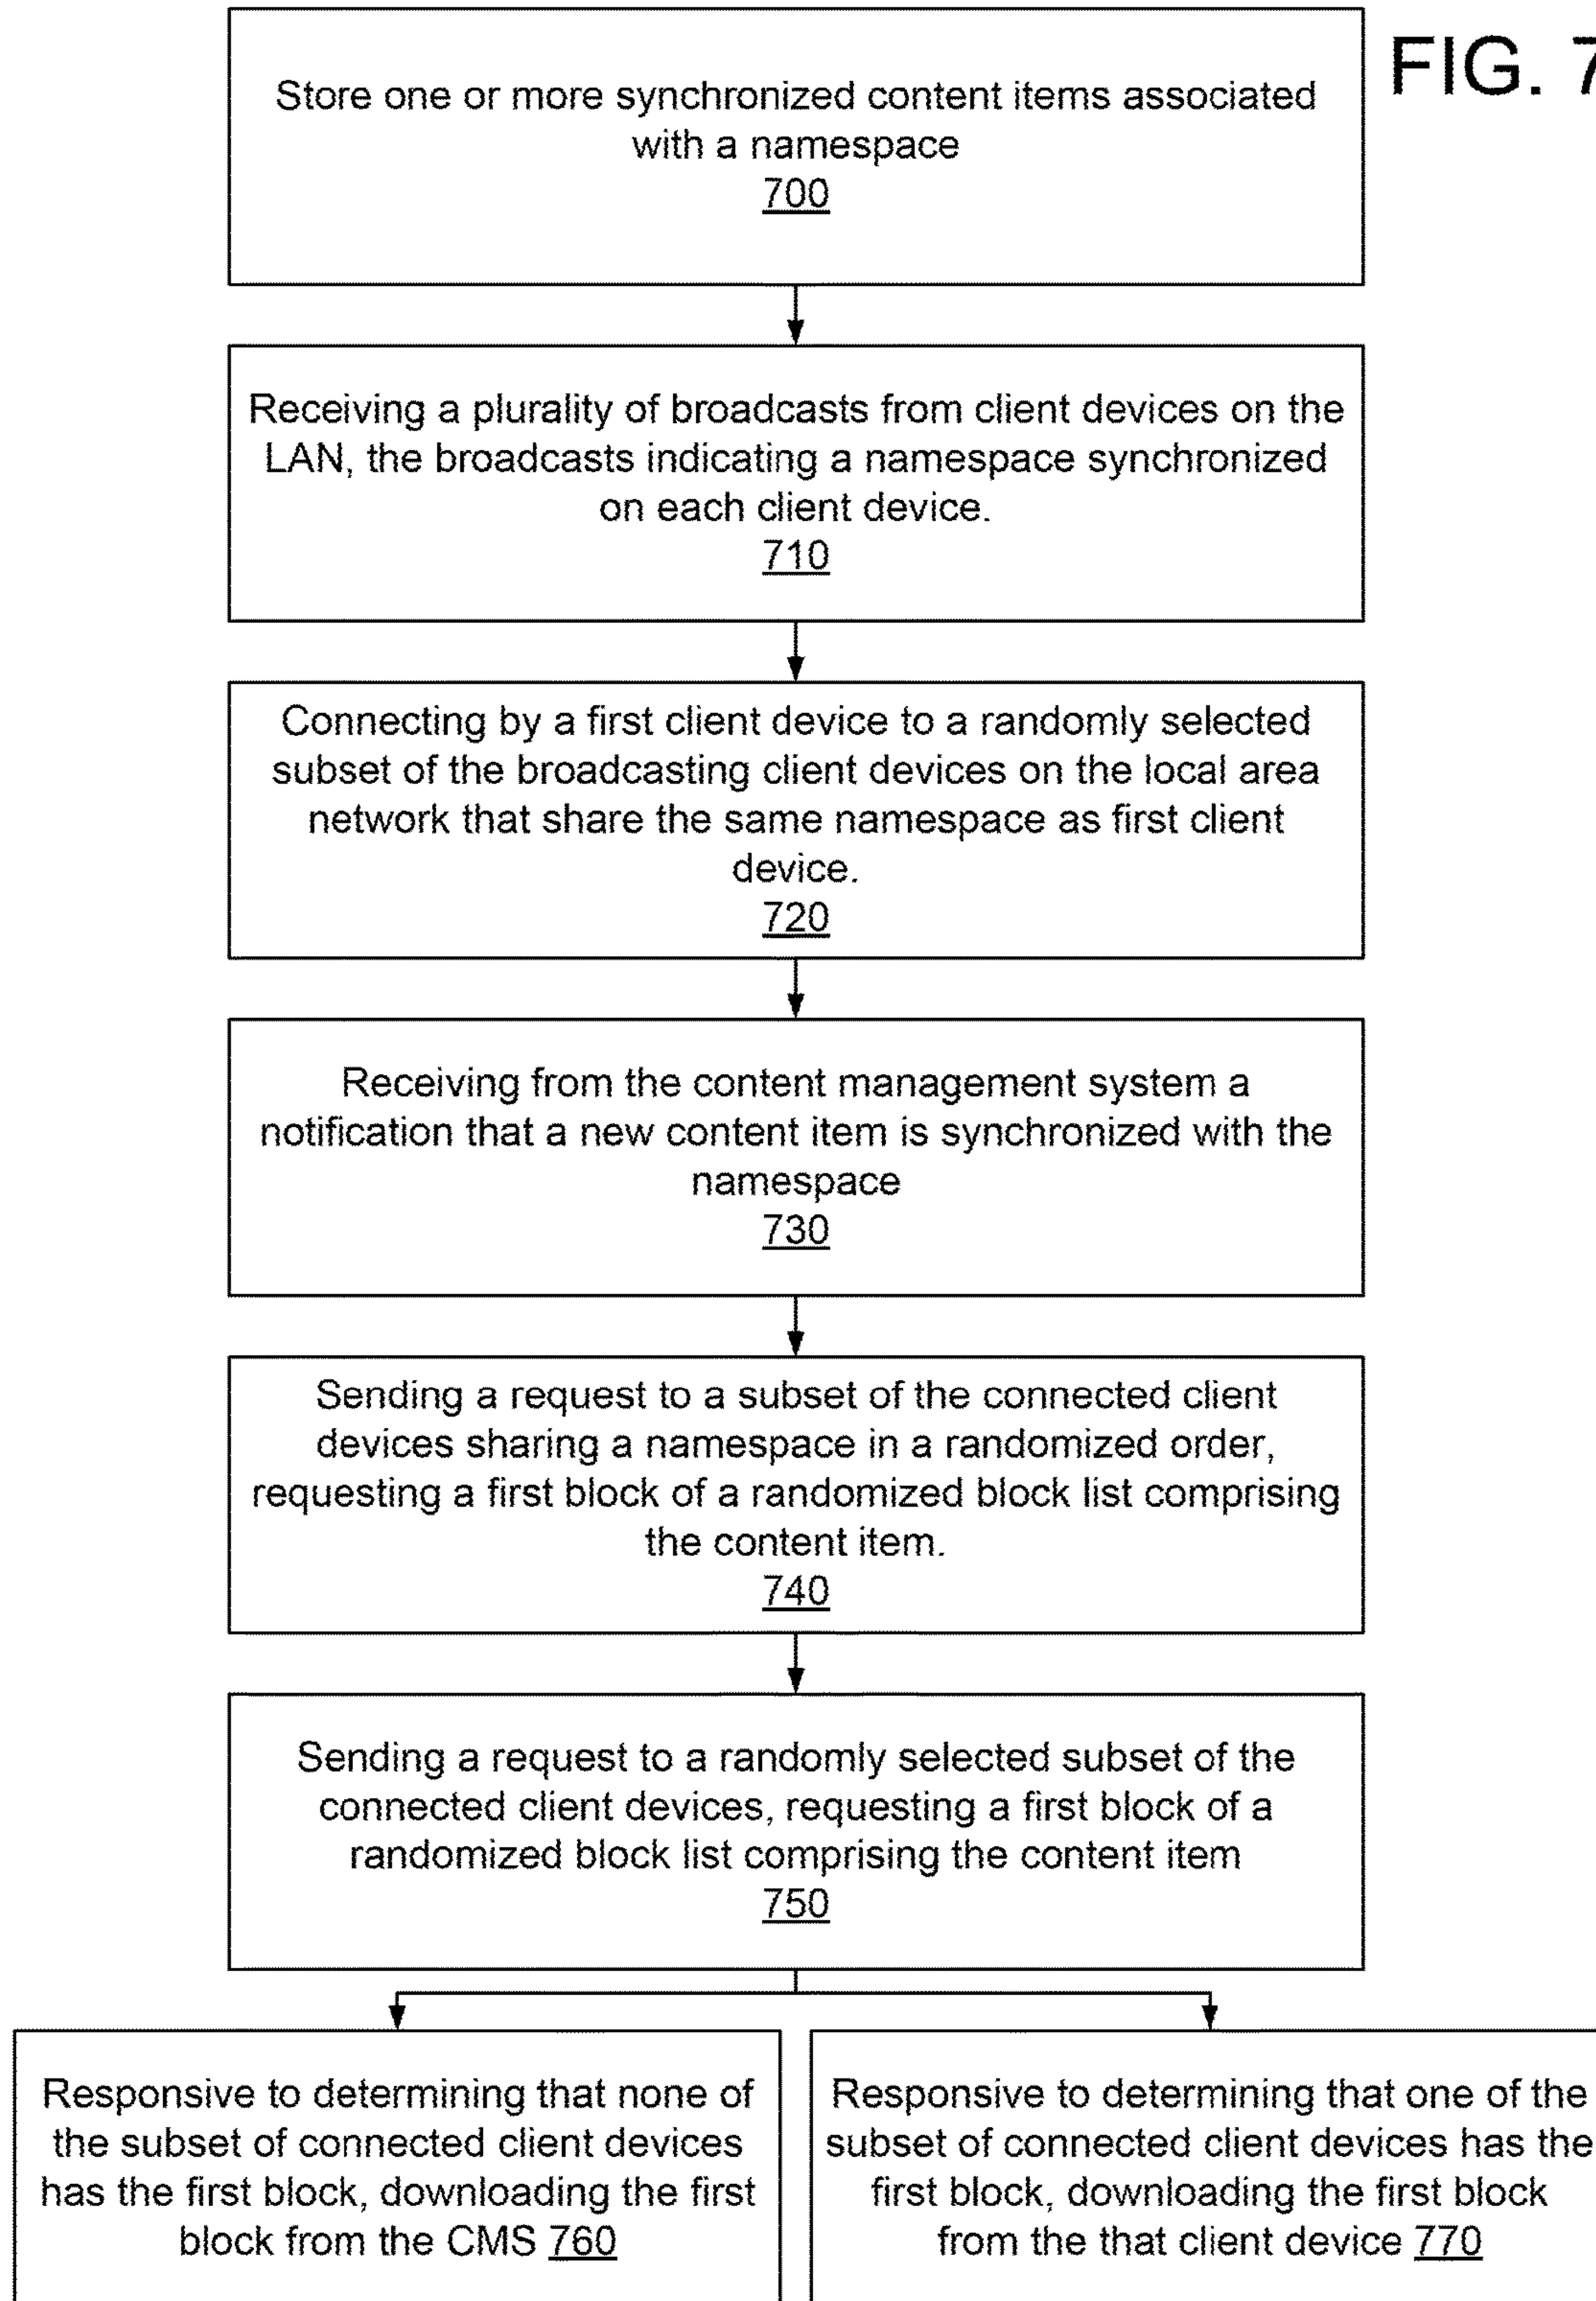 FIG. 7
Store one or more synchronized content items associated
with a namespace
700
Receiving a plurality of broadcasts from client devices on the
LAN, the broadcasts indicating a namespace synchronized
on each client device.
710
Connecting by a first client device to a randomly selected
subset of the broadcasting client devices on the local area
network that share the same namespace as first client
device.
720
Receiving from the content management system a
notification that a new content item is synchronized with the
namespace
730
Sending a request to a subset of the connected client
devices sharing a namespace in a randomized order,
requesting a first block of a randomized block list comprising
the content item.
740
Sending a request to a randomly selected subset of the
connected client devices, requesting a first block of a
randomized block list comprising the content item
750
Responsive to determining that none of
the subset of connected client devices
has the first block, downloading the first
block from the CMS 760
Responsive to determining that one of the
subset of connected client devices has the
first block, downloading the first block
from the that client device 770